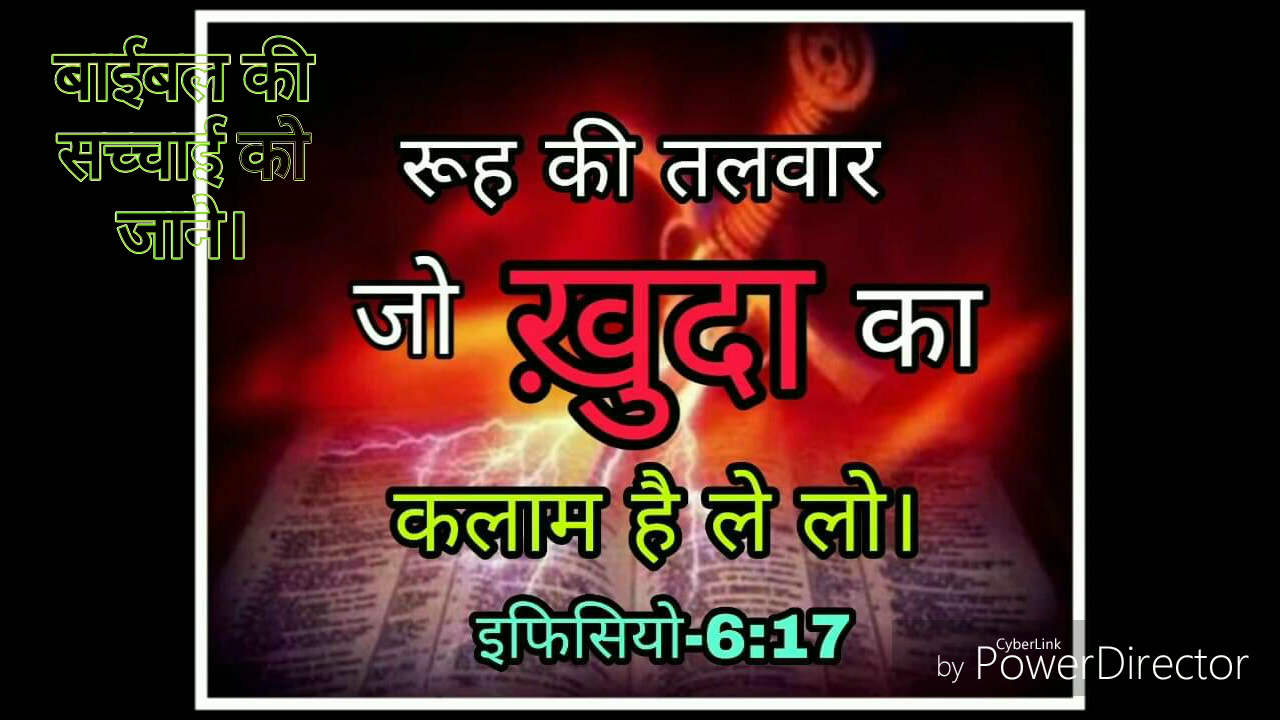 बाईबल की
सच्चाई को
जाने।
रूह की तलवार
जो ख़ुदा का
कलाम है ले लो।
इफिसियो-6:17
CyberLink
by PowerDirector